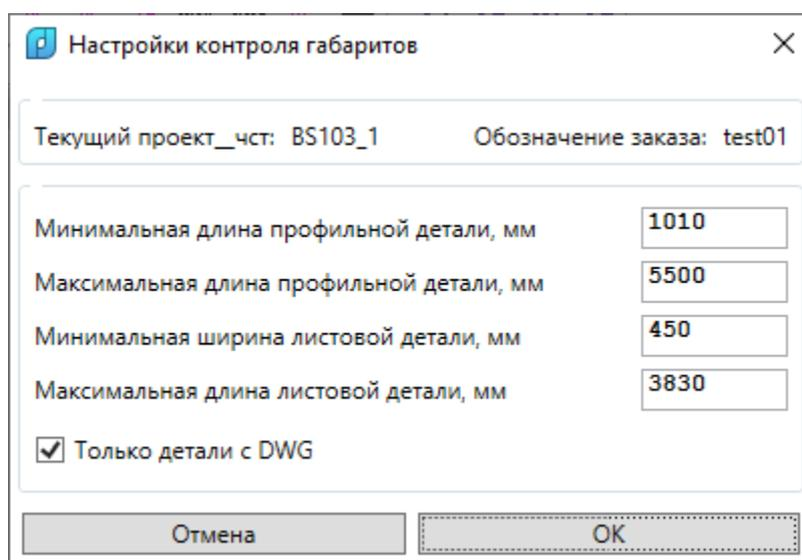 Настройки контроля габаритов
Текущий проект__чст: BS103_1 Обозначение заказа: test01
Минимальная длина профильной детали, мм 1010
Максимальная длина профильной детали, мм 5500
Минимальная ширина листовой детали, мм 450
Максимальная длина листовой детали, мм 3830
Только детали с DWG
Отмена OK